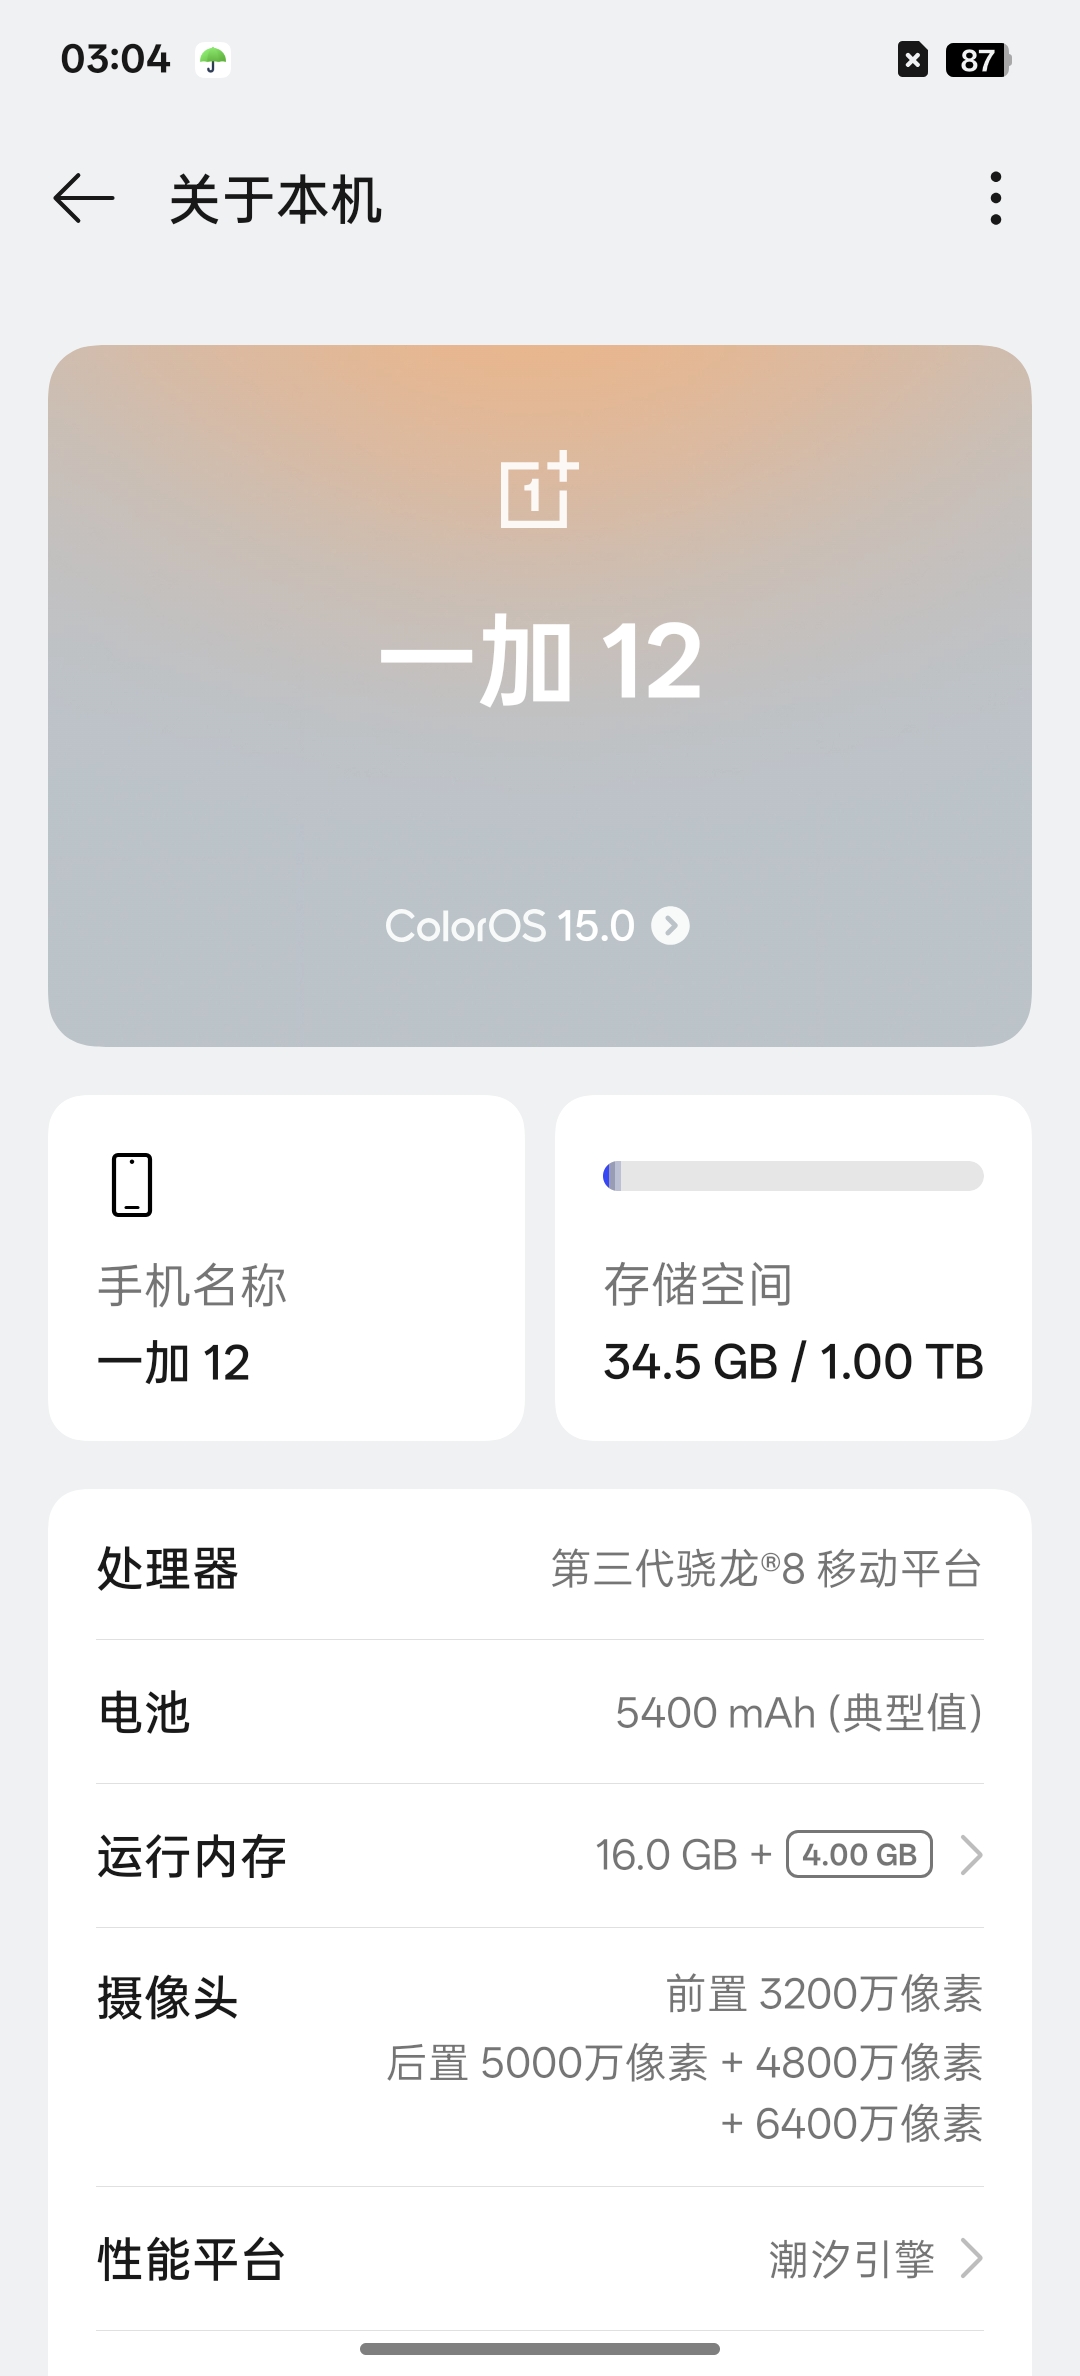 03:04
87
关于本机
1+
一加 12
ColorOS 15.0
手机名称
一加 12
存储空间
34.5 GB / 1.00 TB
处理器
第三代骁龙®8 移动平台
电池
5400 mAh (典型值)
运行内存
16.0 GB + 4.00 GB
摄像头
前置 3200万像素
后置 5000万像素 + 4800万像素
+ 6400万像素
性能平台
潮汐引擎